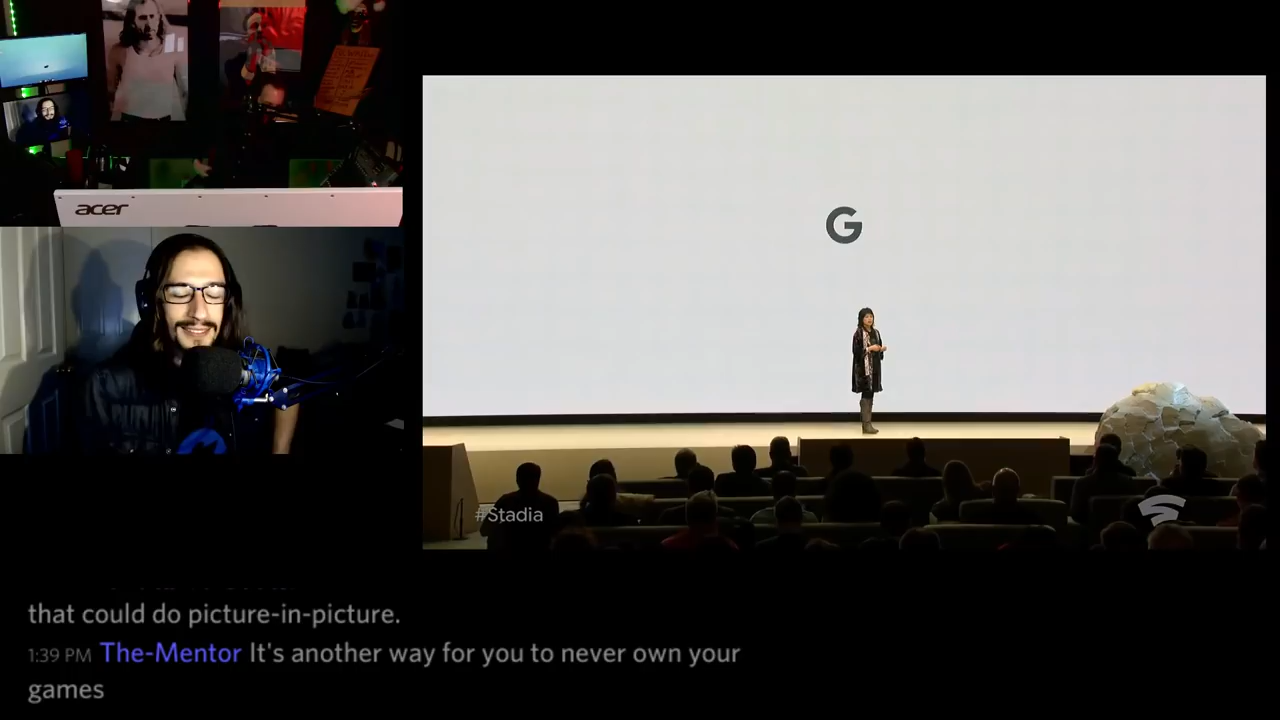 acer
G
#Stadia
that could do picture-in-picture.
1:39 PM The-Mentor It's another way for you to never own your
games